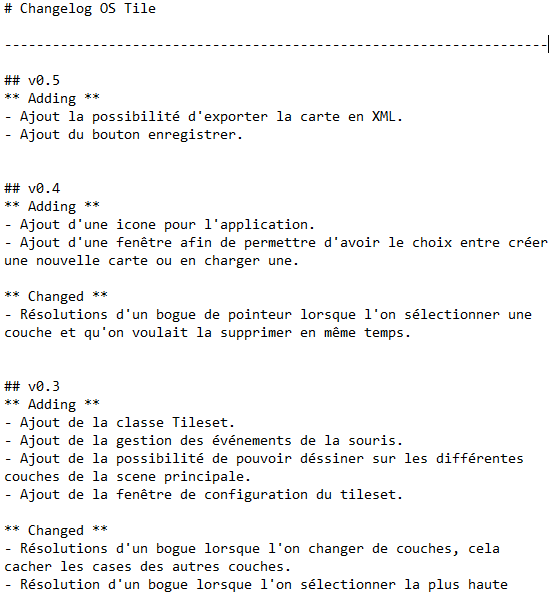 # Changelog OS Tile
--------------------------------------------------------------------
## v0.5
** Adding **
- Ajout la possibilité d'exporter la carte en XML.
- Ajout du bouton enregistrer.
## v0.4
** Adding **
- Ajout d'une icone pour l'application.
- Ajout d'une fenêtre afin de permettre d'avoir le choix entre créer
une nouvelle carte ou en charger une.
** Changed **
- Résolutions d'un bogue de pointeur lorsque l'on sélectionner une
couche et qu'on voulait la supprimer en même temps.
## v0.3
** Adding **
- Ajout de la classe Tileset.
- Ajout de la gestion des événements de la souris.
- Ajout de la possibilité de pouvoir déssiner sur les différentes
couches de la scene principale.
- Ajout de la fenêtre de configuration du tileset.
** Changed **
- Résolutions d'un bogue lorsque l'on changer de couches, cela
cacher les cases des autres couches.
- Résolution d'un bogue lorsque l'on sélectionner la plus haute